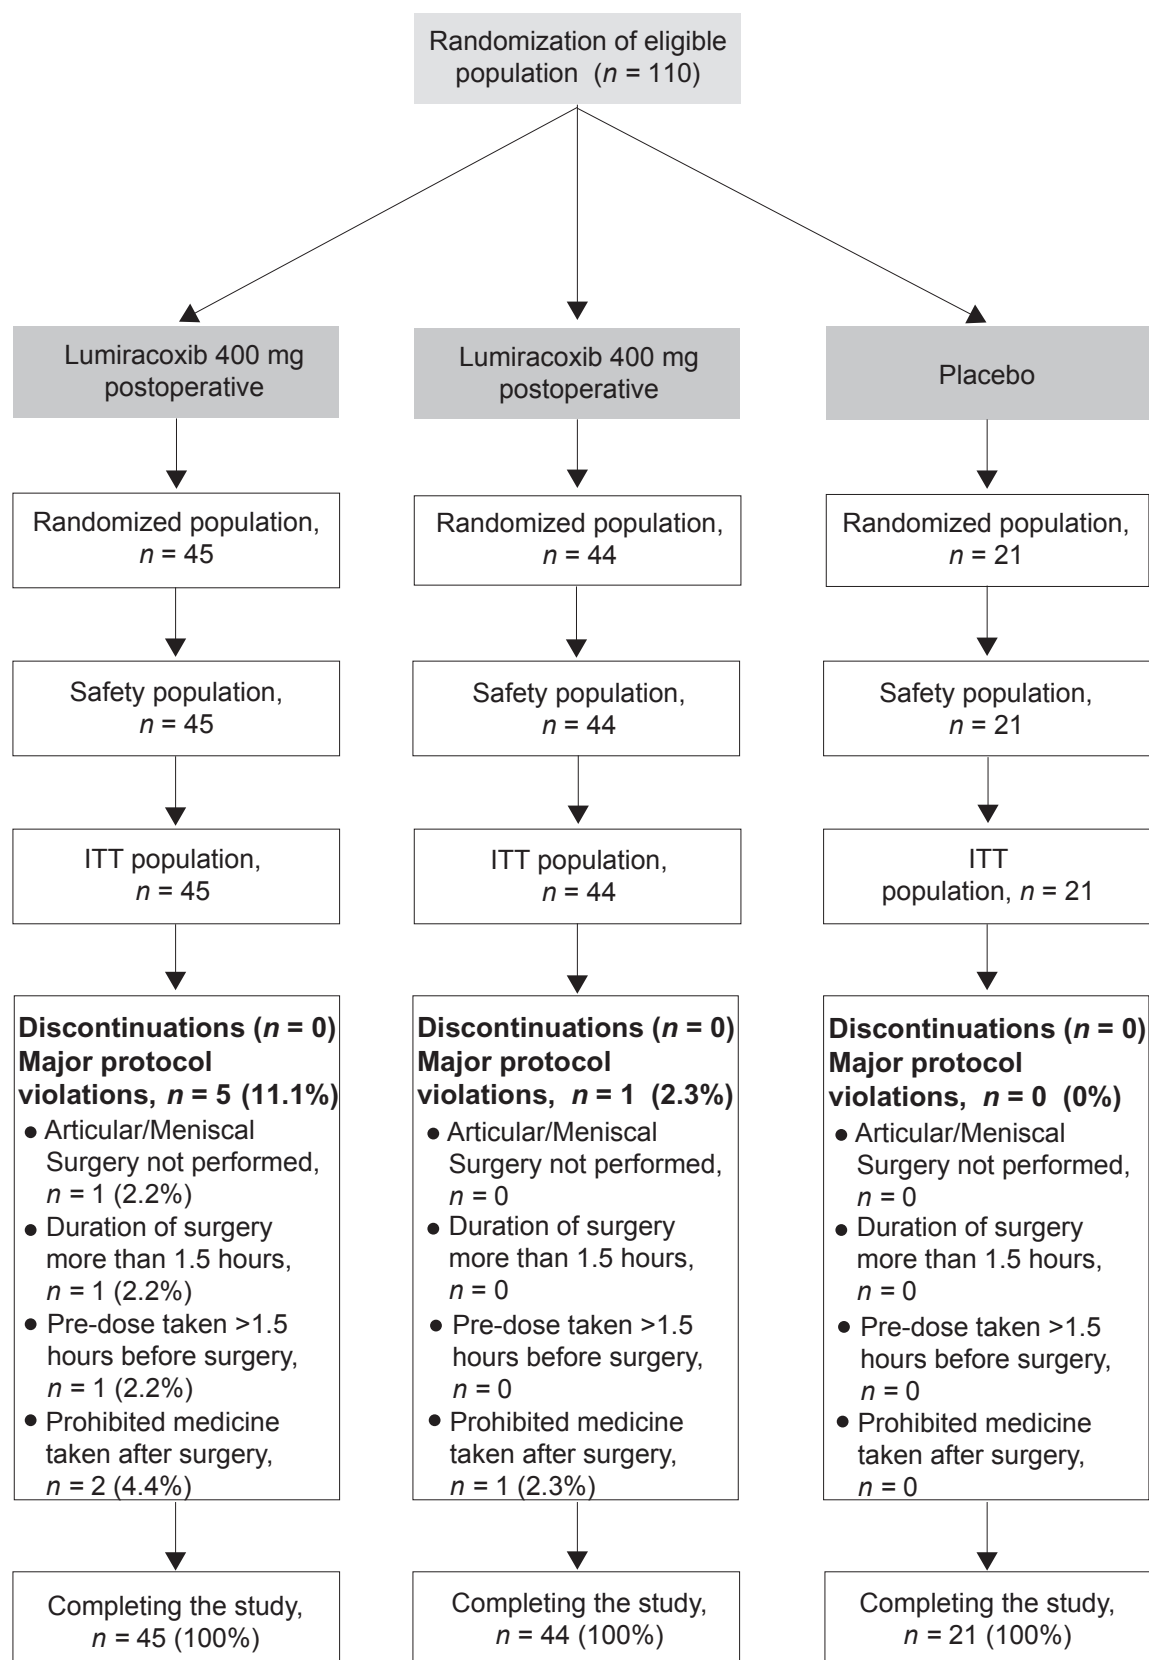 Randomization of eligible
population (n = 110)
Lumiracoxib 400 mg
postoperative
Lumiracoxib 400 mg
postoperative
Placebo
Randomized population,
n = 45
Randomized population,
n = 44
Randomized population,
n = 21
Safety population,
n = 45
Safety population,
n = 44
Safety population,
n = 21
ITT population,
n = 45
ITT population,
n = 44
ITT
population, n = 21
Discontinuations (n = 0)
Major protocol
violations, n = 5 (11.1%)
● Articular/Meniscal
Surgery not performed,
n = 1 (2.2%)
● Duration of surgery
more than 1.5 hours,
n = 1 (2.2%)
● Pre-dose taken >1.5
hours before surgery,
n = 1 (2.2%)
● Prohibited medicine
taken after surgery,
n = 2 (4.4%)
Discontinuations (n = 0)
Major protocol
violations, n = 1 (2.3%)
● Articular/Meniscal
Surgery not performed,
n = 0
● Duration of surgery
more than 1.5 hours,
n = 0
● Pre-dose taken >1.5
hours before surgery,
n = 0
● Prohibited medicine
taken after surgery,
n = 1 (2.3%)
Discontinuations (n = 0)
Major protocol
violations, n = 0 (0%)
● Articular/Meniscal
Surgery not performed,
n = 0
● Duration of surgery
more than 1.5 hours,
n = 0
● Pre-dose taken >1.5
hours before surgery,
n = 0
● Prohibited medicine
taken after surgery,
n = 0
Completing the study,
n = 45 (100%)
Completing the study,
n = 44 (100%)
Completing the study,
n = 21 (100%)